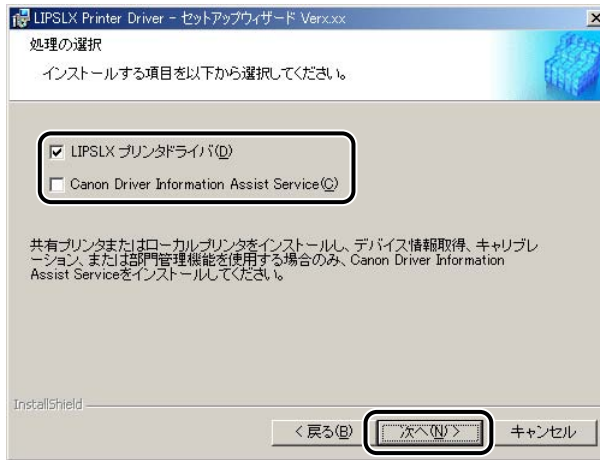 LIPSLX Printer Driver - セットアップウィザード Verx.xx
処理の選択
インストールする項目を以下から選択してください。
LIPSLX プリンタドライバ(D)
Canon Driver Information Assist Service(C)
共有プリンタまたはローカルプリンタをインストールし、デバイス情報取得、キャリブレ
ーション、または部門管理機能を使用する場合のみ、Canon Driver Information
Assist Serviceをインストールしてください。
InstallShield
< 戻る(B)
次へ(N) >
キャンセル